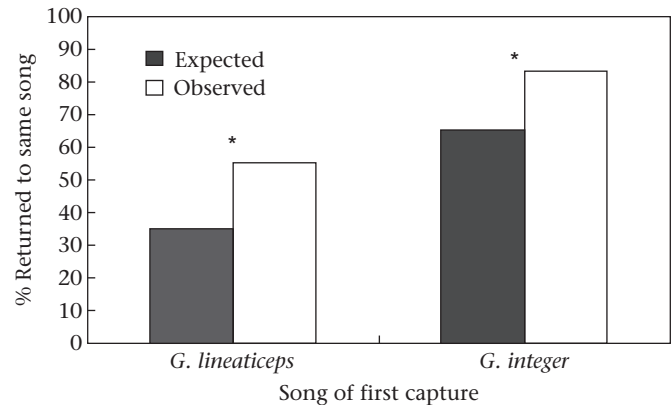 % Returned to same song
100
90
80
70
60
50
40
30
20
10
0
Expected
Observed
*
*
G. lineaticeps
G. integer
Song of first capture